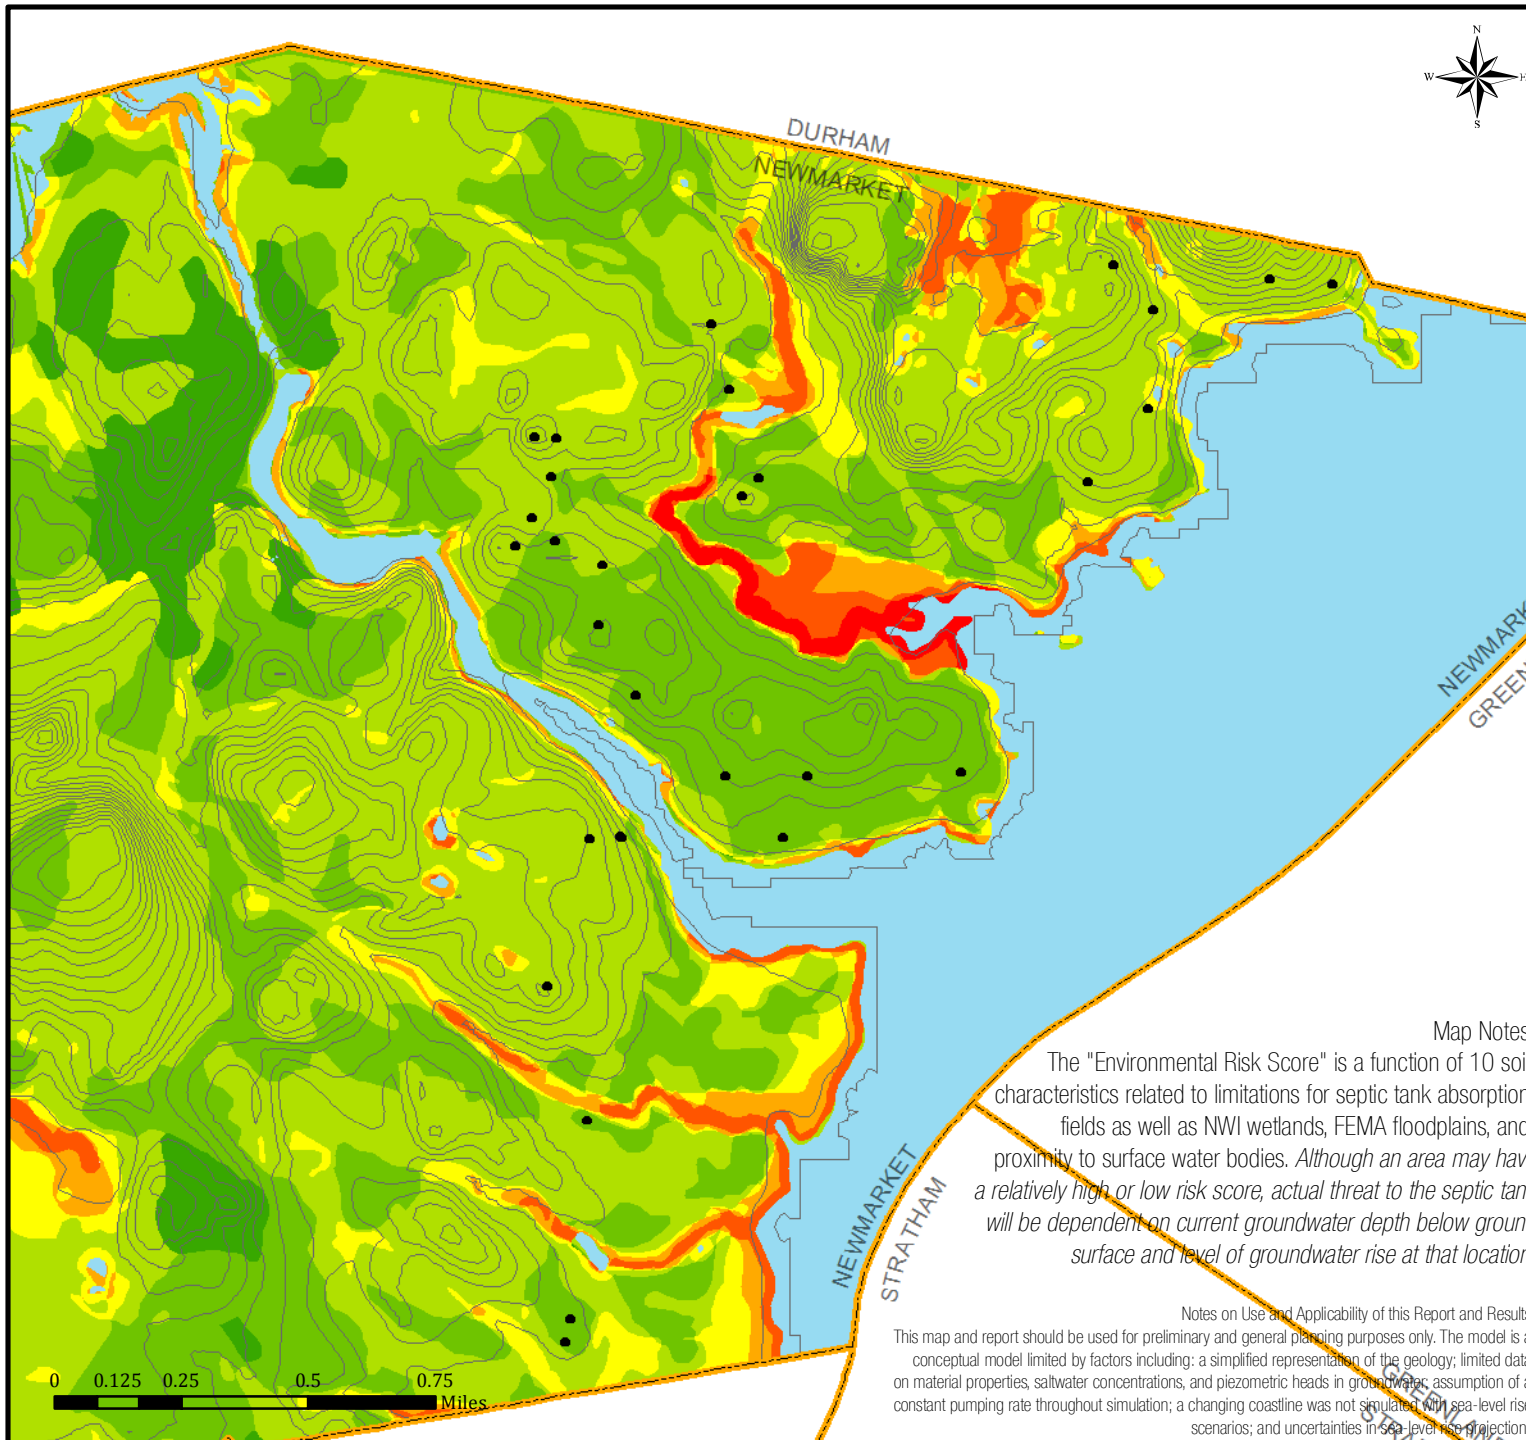 N
W
E
S
DURHAM
NEWMARKET
NEWMARK
GREEN
Map Notes
The "Environmental Risk Score" is a function of 10 soi
characteristics related to limitations for septic tank absorption
fields as well as NWI wetlands, FEMA floodplains, and
proximity to surface water bodies. Although an area may hav
a relatively high or low risk score, actual threat to the septic tan
will be dependent on current groundwater depth below groun
surface and level of groundwater rise at that location
NEWMARKET
STRATHAM
Notes on Use and Applicability of this Report and Results
This map and report should be used for preliminary and general planning purposes only. The model is a
conceptual model limited by factors including: a simplified representation of the geology; limited data
on material properties, saltwater concentrations, and piezometric heads in groundwater; assumption of a
constant pumping rate throughout simulation; a changing coastline was not simulated with sea-level rise
scenarios; and uncertainties in sea-level rise projection
GREENLAND
0 0.125 0.25 0.5 0.75
Miles